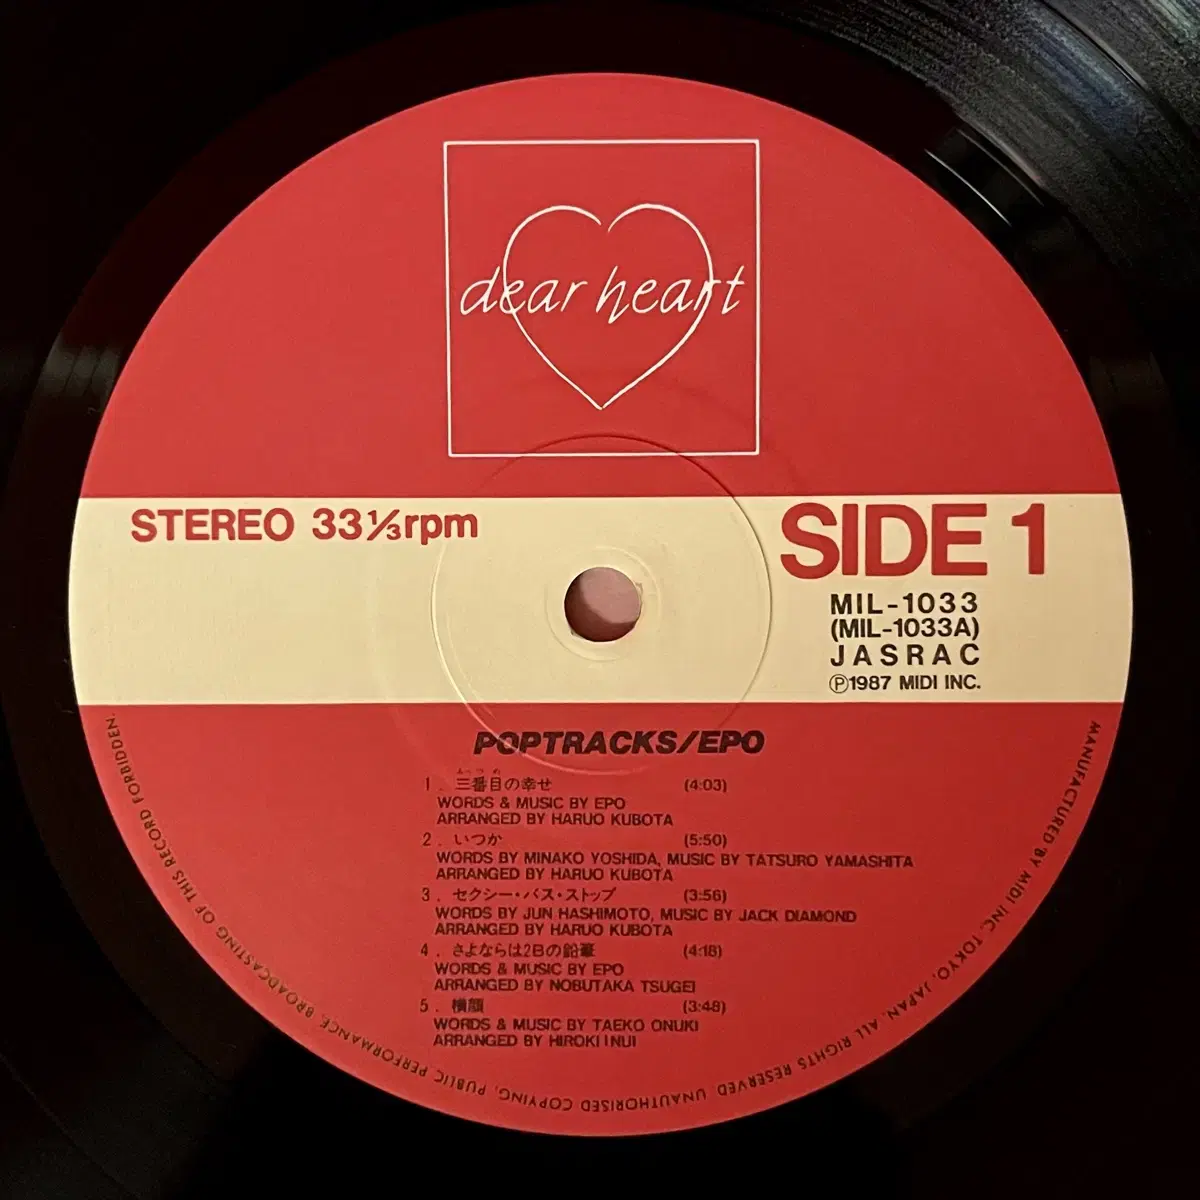 dear heart
STEREO 33⅓rpm
SIDE 1
MIL-1033
(MIL-1033A)
JASRAC
Ⓟ1987 MIDI INC.
POPTRACKS/EPO
1. 三番目の幸せ (4:03)
WORDS & MUSIC BY EPO
ARRANGED BY HARUO KUBOTA
2. いつか (5:50)
WORDS BY MINAKO YOSHIDA, MUSIC BY TATSURO YAMASHITA
ARRANGED BY HARUO KUBOTA
3. セクシー・バス・ストップ (3:56)
WORDS BY JUN HASHIMOTO, MUSIC BY JACK DIAMOND
ARRANGED BY HARUO KUBOTA
4. さよならは2Bの鉛筆 (4:18)
WORDS & MUSIC BY EPO
ARRANGED BY NOBUTAKA TSUGEI
5. 横顔 (3:48)
WORDS & MUSIC BY TAEKO ONUKI
ARRANGED BY HIROKI INUI
MANUFACTURED BY MIDI INC. TOKYO, JAPAN. ALL RIGHTS RESERVED. UNAUTHORISED COPYING, PUBLIC PERFORMANCE, BROADCASTING OF THIS RECORD FORBIDDEN.